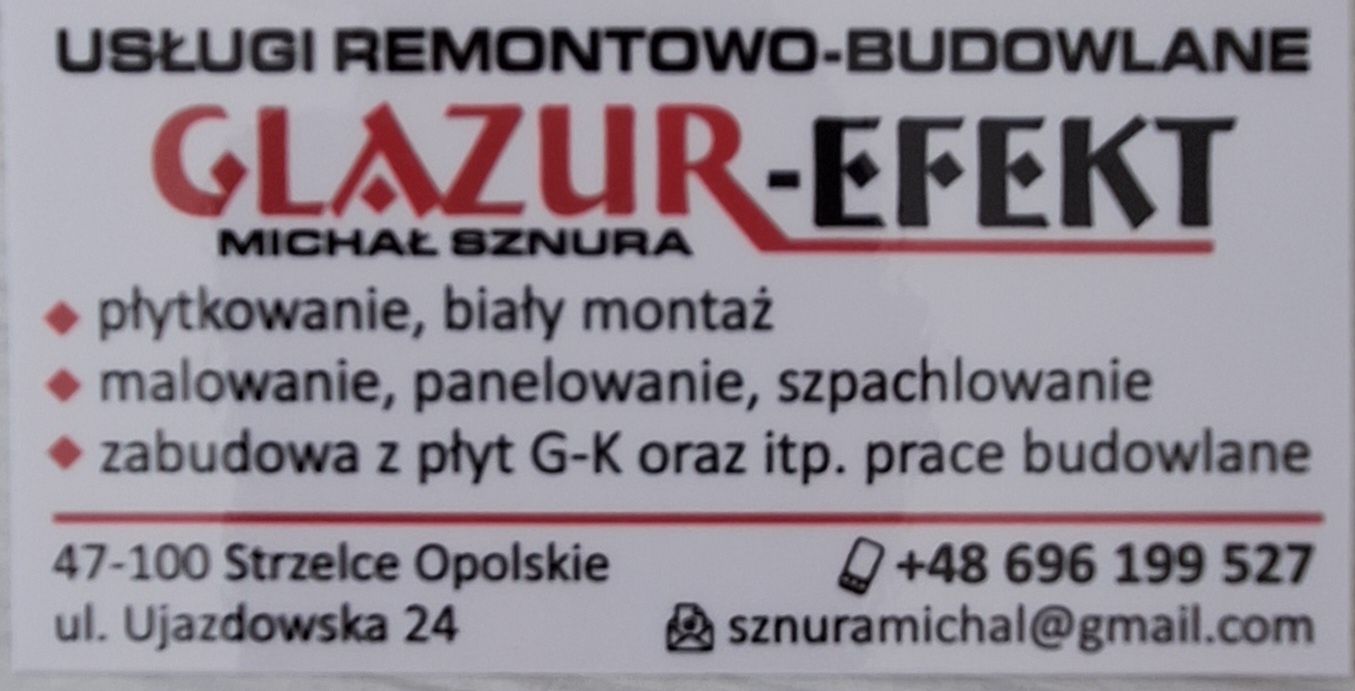 USŁUGI REMONTOWO-BUDOWLANE
GLAZUR-EFEKT
MICHAŁ SZNURA
płytkowanie, biały montaż
malowanie, panelowanie, szpachlowanie
zabudowa z płyt G-K oraz itp. prace budowlane
47-100 Strzelce Opolskie
ul. Ujazdowska 24
+48 696 199 527
sznuramichal@gmail.com